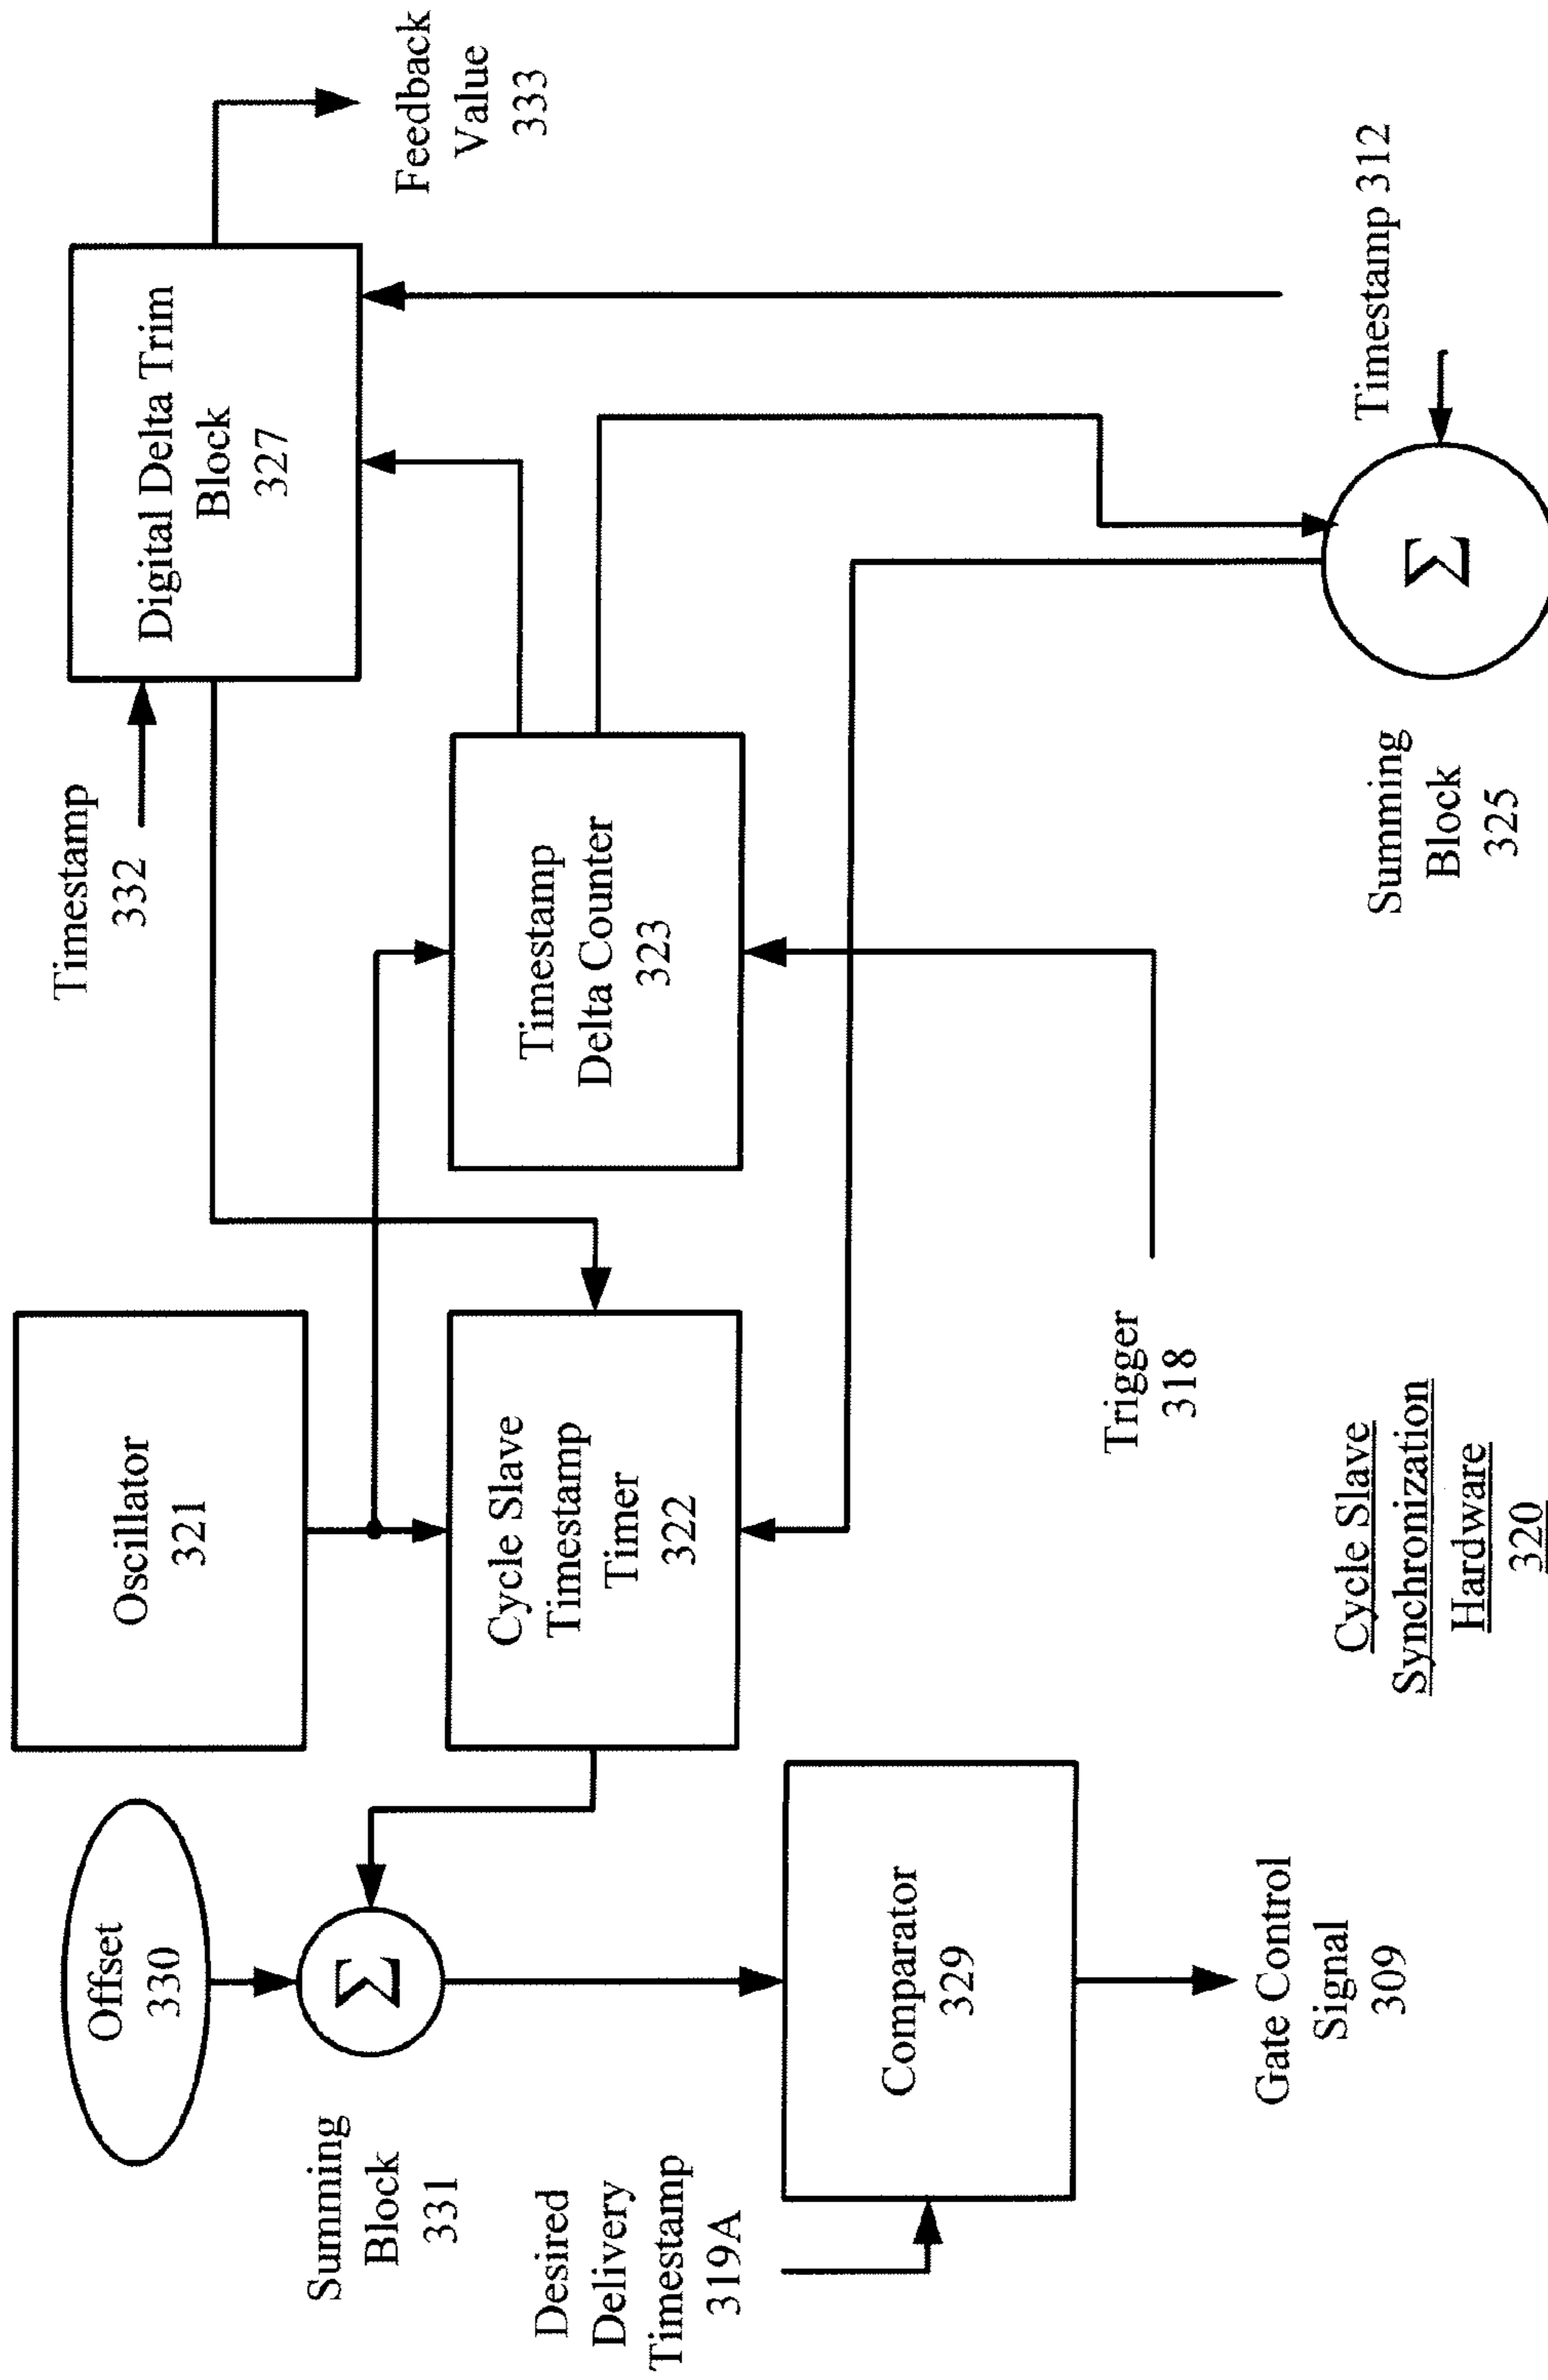 Offset
330
Summing
Block
331
Desired
Delivery
Timestamp
319A
Comparator
329
Gate Control
Signal
309
Oscillator
321
Cycle Slave
Timestamp
Timer
322
Trigger
318
Cycle Slave
Synchronization
Hardware
320
Timestamp
332
Timestamp
Delta Counter
323
Summing
Block
325
Σ
Σ
Digital Delta Trim
Block
327
Timestamp 312
Feedback
Value
333